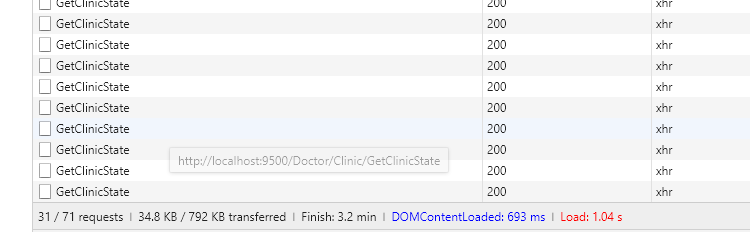 GetClinicState 200 xhr
GetClinicState 200 xhr
GetClinicState 200 xhr
GetClinicState 200 xhr
GetClinicState 200 xhr
GetClinicState 200 xhr
GetClinicState 200 xhr
GetClinicState 200 xhr
http://localhost:9500/Doctor/Clinic/GetClinicState
GetClinicState 200 xhr
GetClinicState 200 xhr
31 / 71 requests | 34.8 KB / 792 KB transferred | Finish: 3.2 min | DOMContentLoaded: 693 ms | Load: 1.04 s